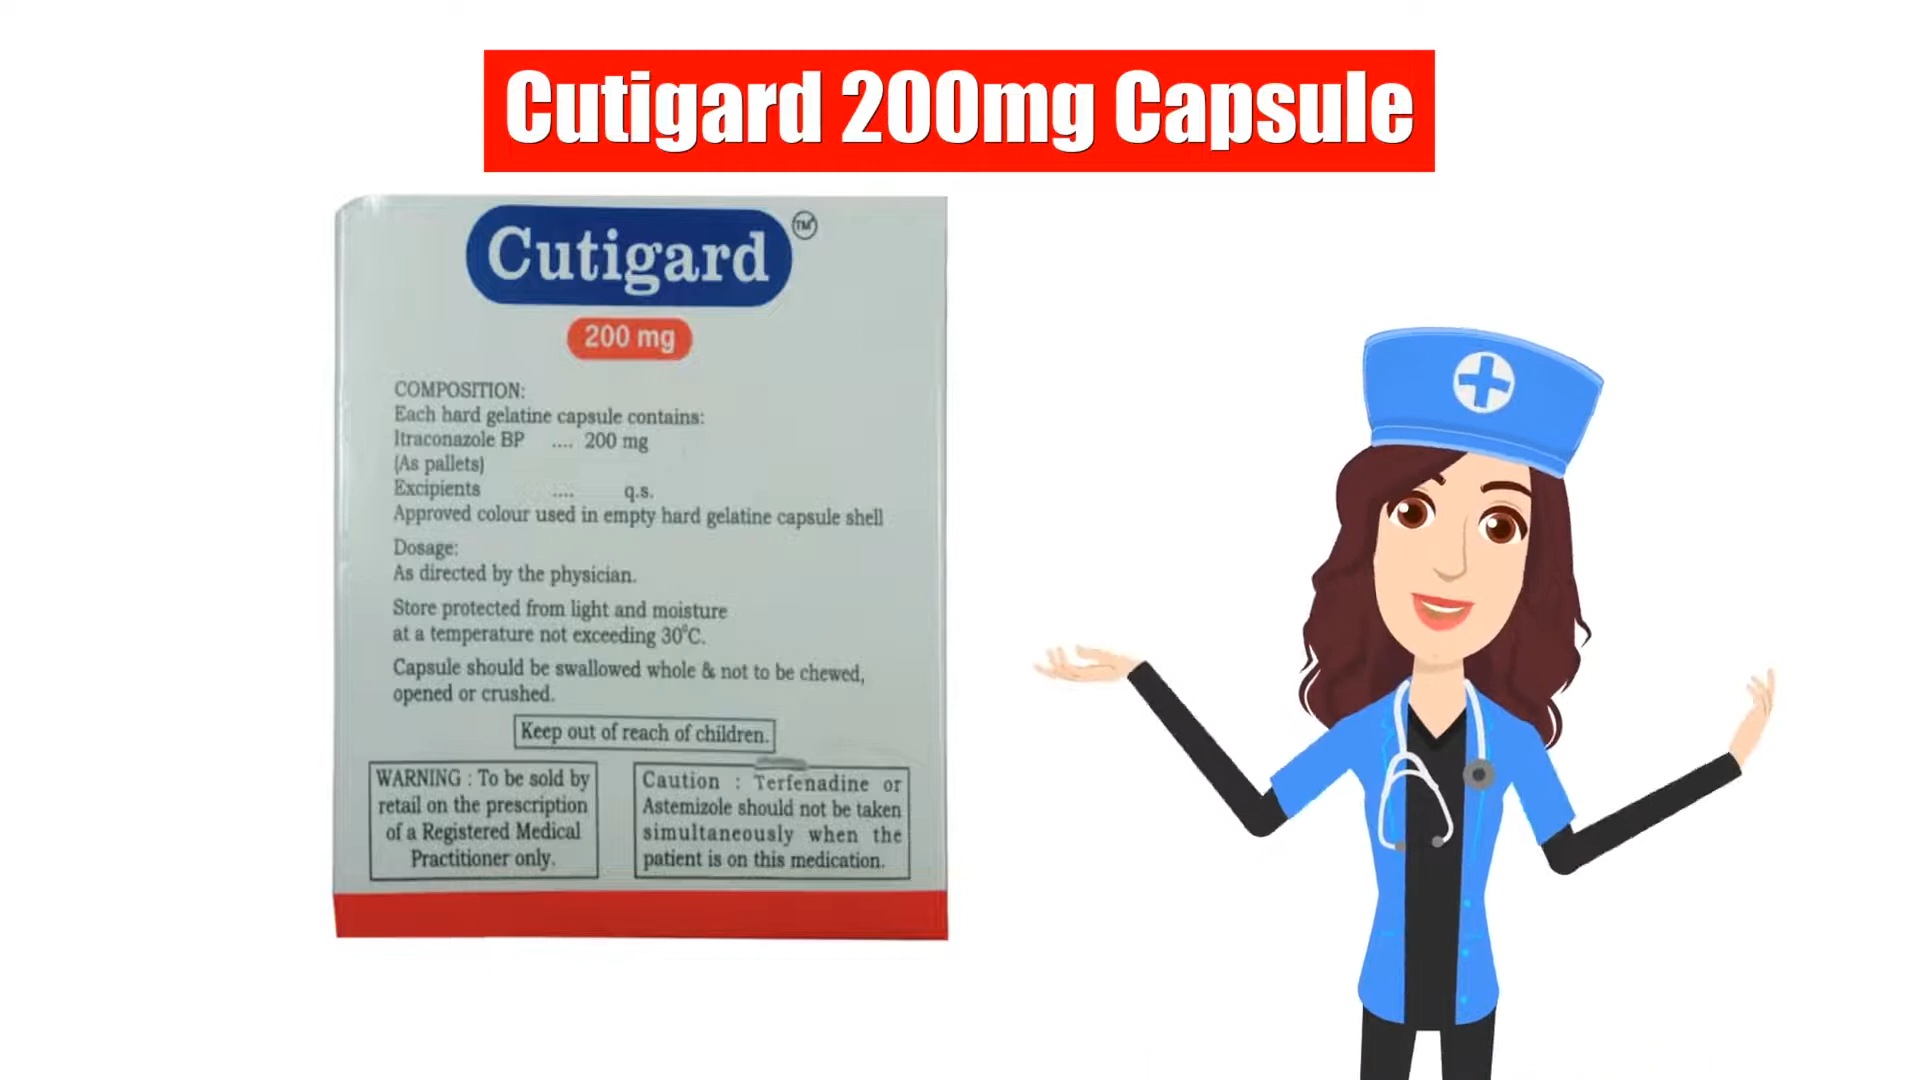 Cutigard 200mg Capsule
Cutigard TM
200 mg
COMPOSITION:
Each hard gelatine capsule contains:
Itraconazole BP .... 200 mg
(As pallets)
Excipients .... q.s.
Approved colour used in empty hard gelatine capsule shell
Dosage:
As directed by the physician.
Store protected from light and moisture
at a temperature not exceeding 30°C.
Capsule should be swallowed whole & not to be chewed,
opened or crushed.
Keep out of reach of children.
WARNING : To be sold by
retail on the prescription
of a Registered Medical
Practitioner only.
Caution : Terfenadine or
Astemizole should not be taken
simultaneously when the
patient is on this medication.